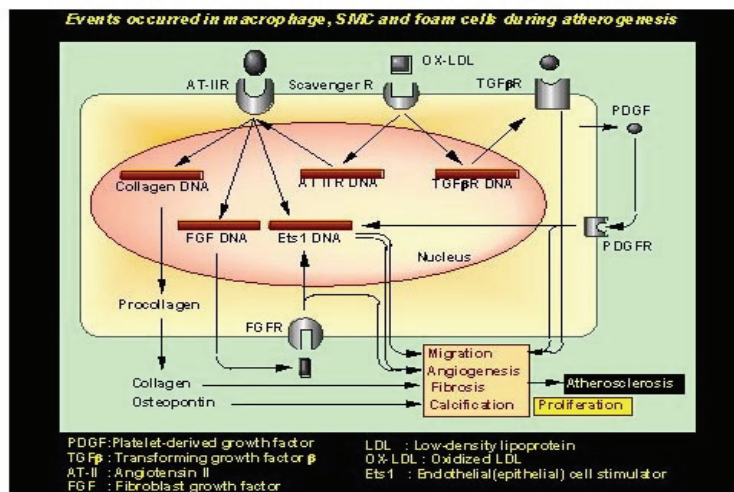 Events occurred in macrophage, SMC and foam cells during atherogenesis
OX-LDL
AT-IIR
Scavenger R
TGFβR
PDGF
Collagen DNA
AT IIR DNA
TGFβR DNA
FGF DNA
Ets1 DNA
PDGFR
Nucleus
Procollagen
FGFR
Migration
Angiogenesis
Collagen
Fibrosis
Atherosclerosis
Osteopontin
Calcification
Proliferation
PDGF:Platelet-derived growth factor
TGFβ : Transforming growth factor β
AT-II : Angiotensin II
FGF : Fibroblast growth factor
LDL : Low-density lipoprotein
OX-LDL : Oxidized LDL
Ets1 : Endothelial(epithelial) cell stimulator